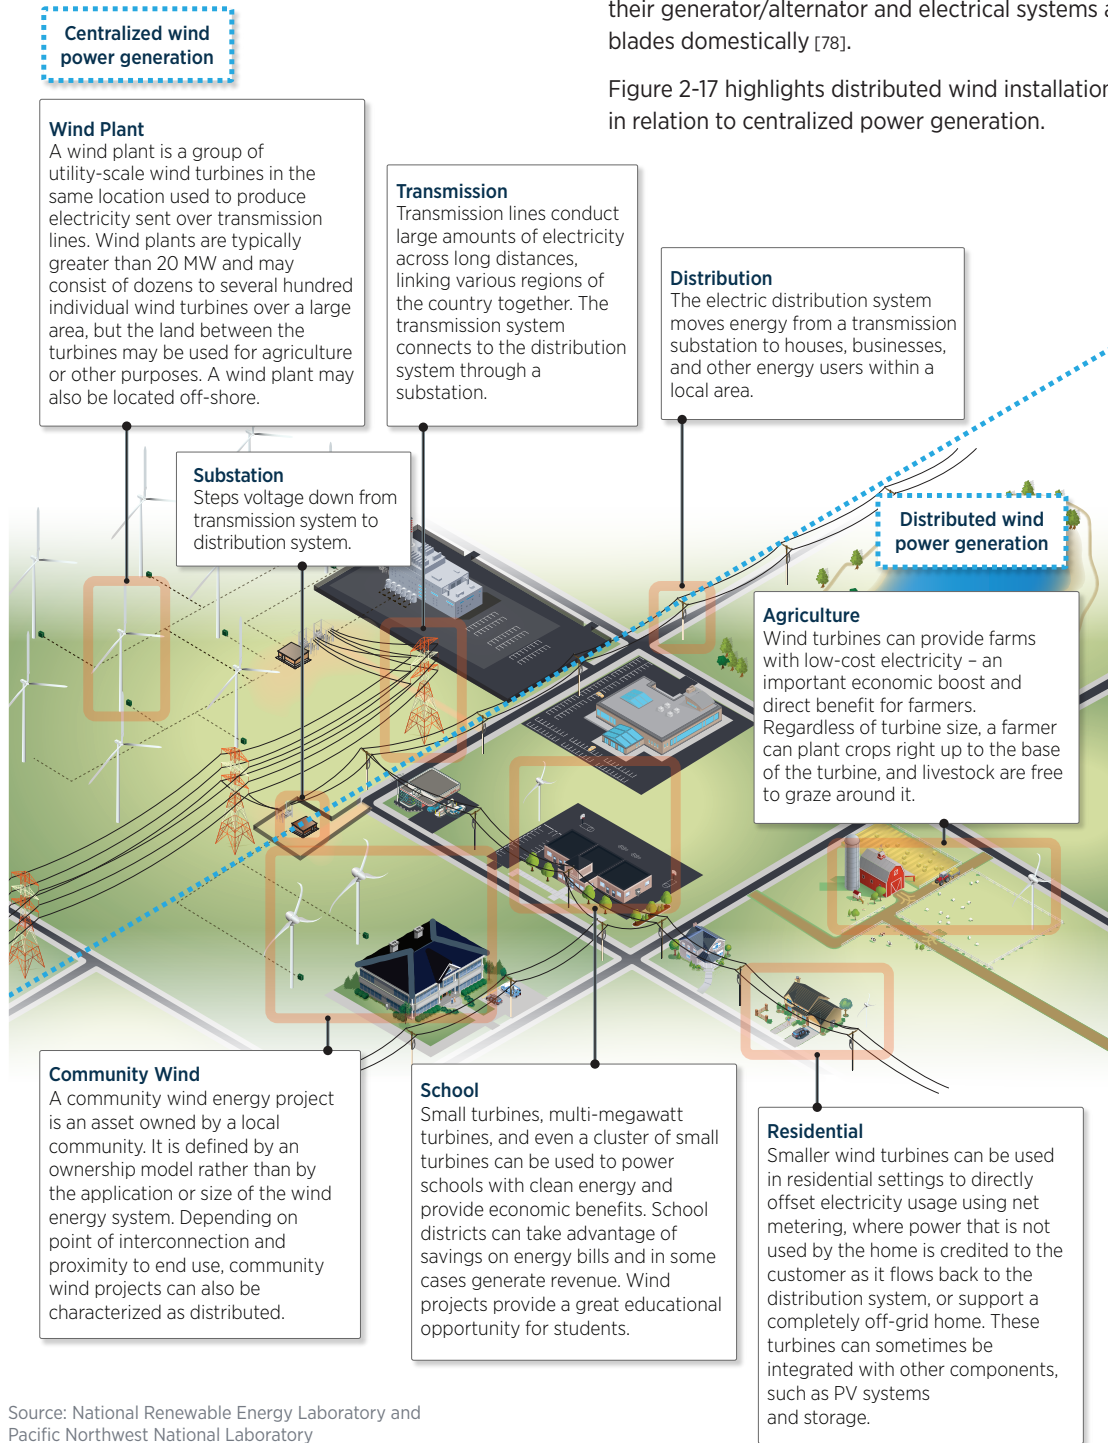 their generator/alternator and electrical systems a
blades domestically [78].
Figure 2-17 highlights distributed wind installation
in relation to centralized power generation.
Centralized wind
power generation
Wind Plant
A wind plant is a group of
utility-scale wind turbines in the
same location used to produce
electricity sent over transmission
lines. Wind plants are typically
greater than 20 MW and may
consist of dozens to several hundred
individual wind turbines over a large
area, but the land between the
turbines may be used for agriculture
or other purposes. A wind plant may
also be located off-shore.
Transmission
Transmission lines conduct
large amounts of electricity
across long distances,
linking various regions of
the country together. The
transmission system
connects to the distribution
system through a
substation.
Distribution
The electric distribution system
moves energy from a transmission
substation to houses, businesses,
and other energy users within a
local area.
Substation
Steps voltage down from
transmission system to
distribution system.
Distributed wind
power generation
Agriculture
Wind turbines can provide farms
with low-cost electricity – an
important economic boost and
direct benefit for farmers.
Regardless of turbine size, a farmer
can plant crops right up to the base
of the turbine, and livestock are free
to graze around it.
Community Wind
A community wind energy project
is an asset owned by a local
community. It is defined by an
ownership model rather than by
the application or size of the wind
energy system. Depending on
point of interconnection and
proximity to end use, community
wind projects can also be
characterized as distributed.
School
Small turbines, multi-megawatt
turbines, and even a cluster of small
turbines can be used to power
schools with clean energy and
provide economic benefits. School
districts can take advantage of
savings on energy bills and in some
cases generate revenue. Wind
projects provide a great educational
opportunity for students.
Residential
Smaller wind turbines can be used
in residential settings to directly
offset electricity usage using net
metering, where power that is not
used by the home is credited to the
customer as it flows back to the
distribution system, or support a
completely off-grid home. These
turbines can sometimes be
integrated with other components,
such as PV systems
and storage.
Source: National Renewable Energy Laboratory and
Pacific Northwest National Laboratory